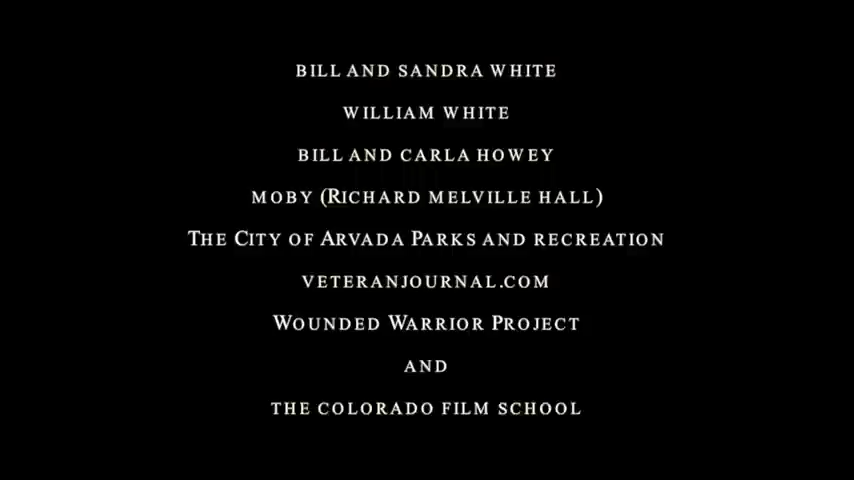 BILL AND SANDRA WHITE
WILLIAM WHITE
BILL AND CARLA HOWEY
MOBY (RICHARD MELVILLE HALL)
THE CITY OF ARVADA PARKS AND RECREATION
VETERANJOURNAL.COM
WOUNDED WARRIOR PROJECT
AND
THE COLORADO FILM SCHOOL